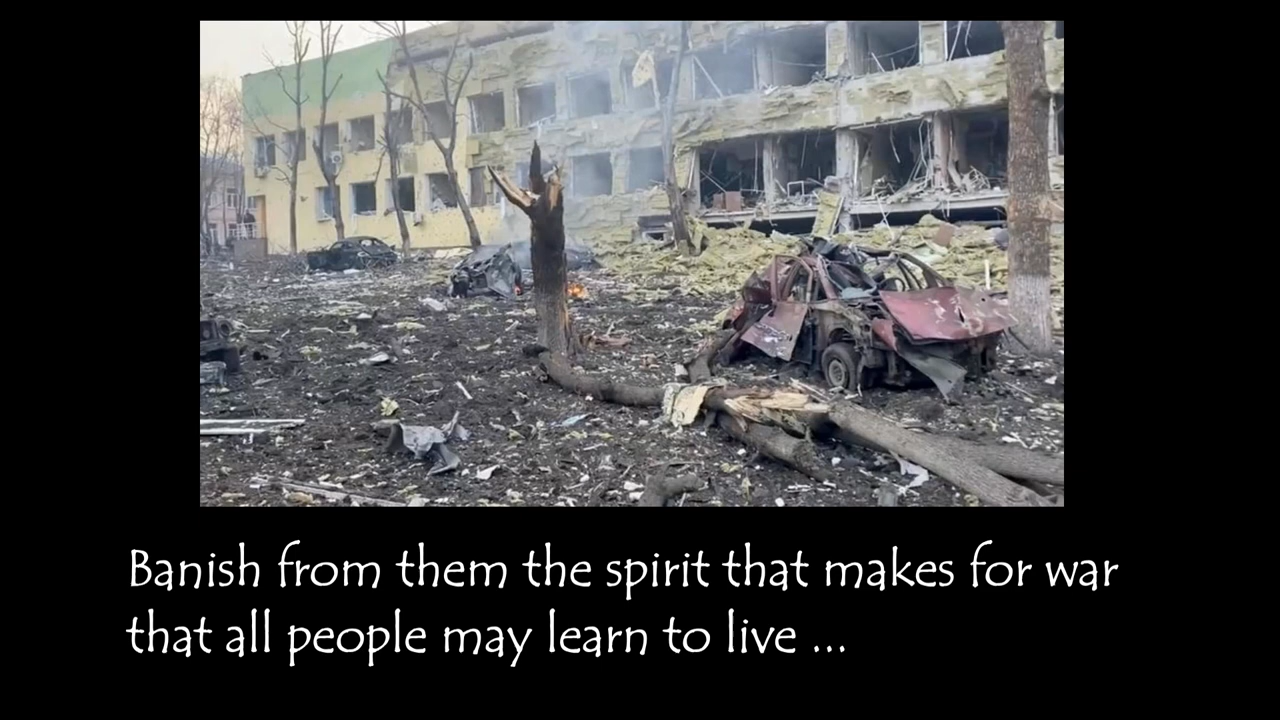 Banish from them the spirit that makes for war
that all people may learn to live ...